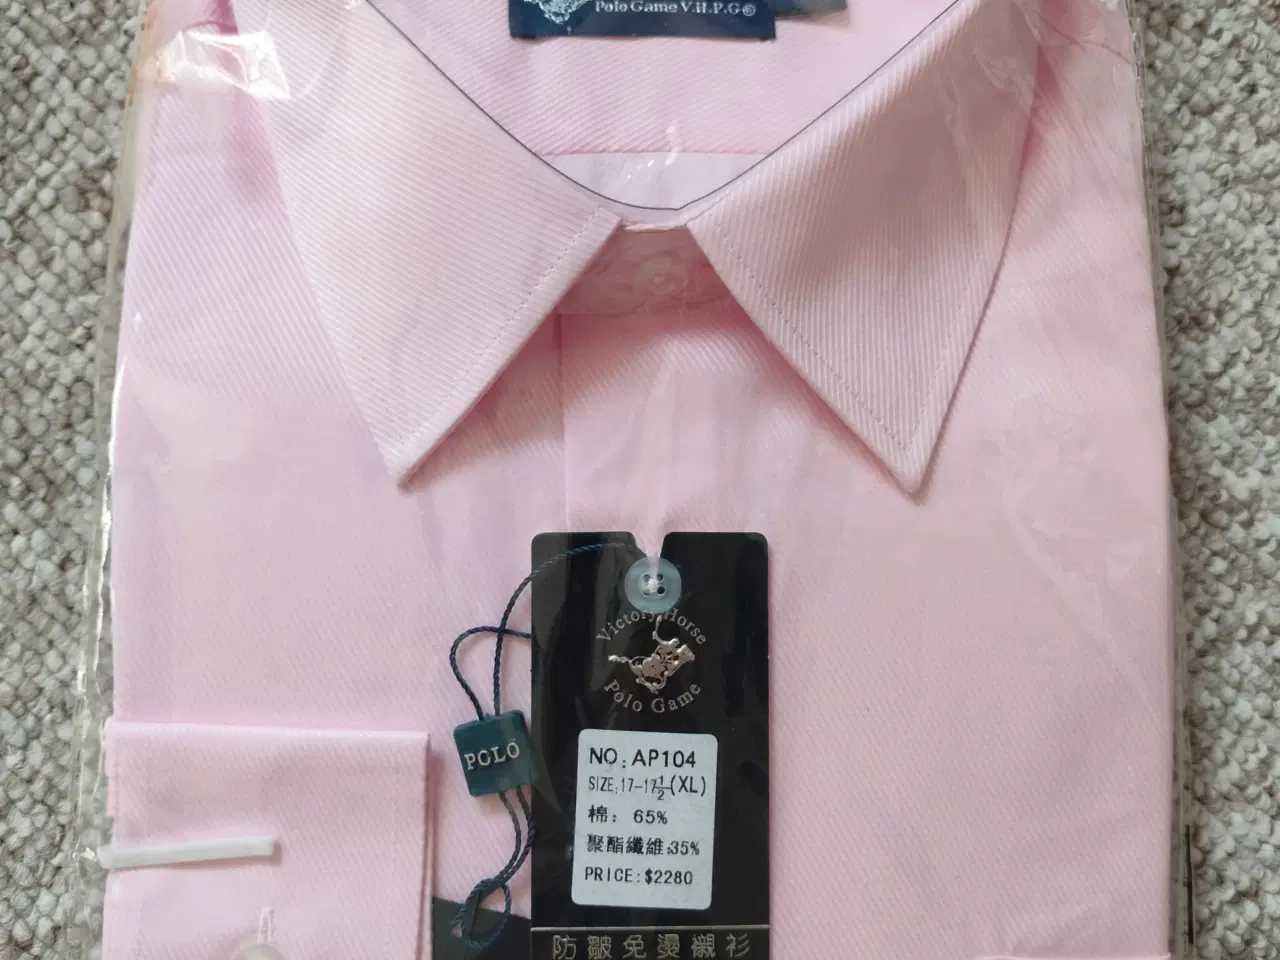 Polo Game V.H.P.G®
Victory Horse
Polo Game
POLO
NO: AP104
SIZE:17-17½(XL)
棉: 65%
聚酯纖維:35%
PRICE:$2280
防皺免燙襯衫